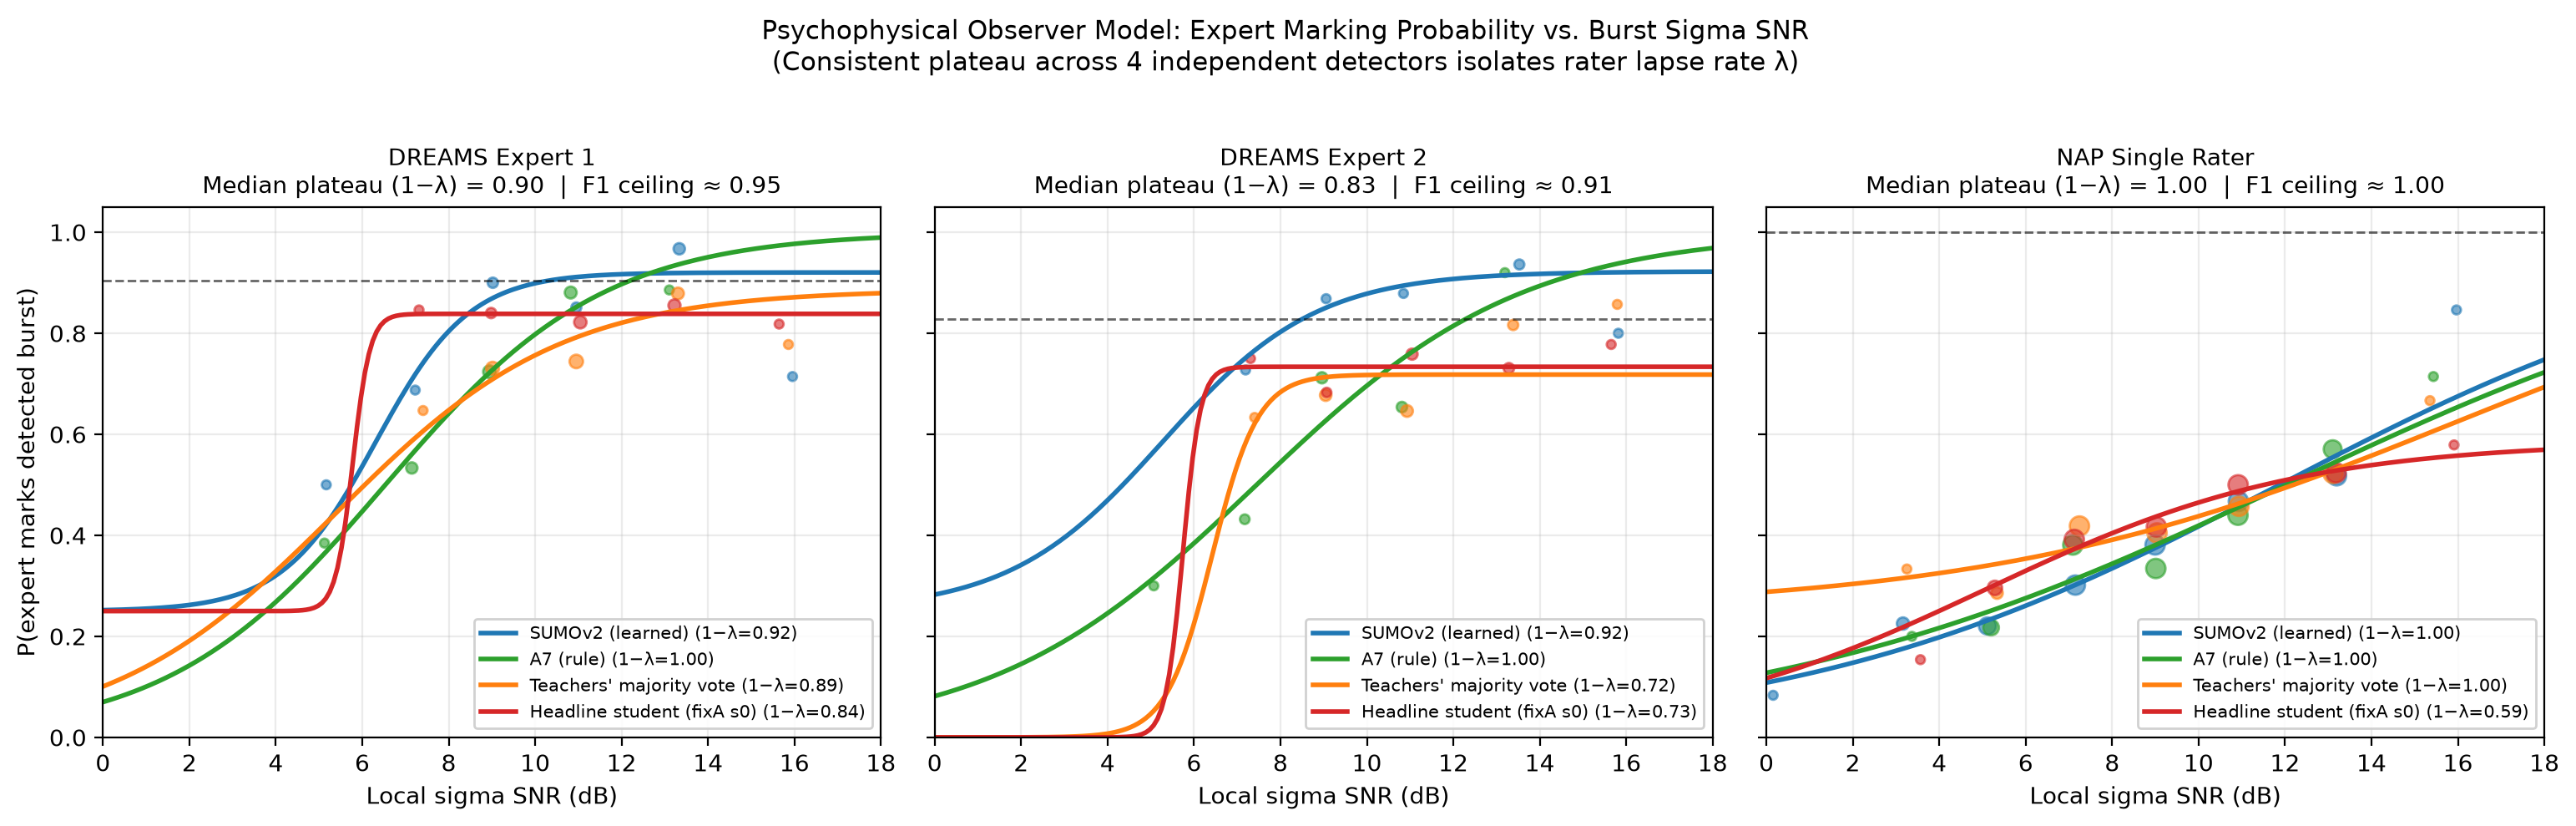 Psychophysical Observer Model: Expert Marking Probability vs. Burst Sigma SNR
(Consistent plateau across 4 independent detectors isolates rater lapse rate λ)
DREAMS Expert 1
Median plateau (1−λ) = 0.90 | F1 ceiling ≈ 0.95
P(expert marks detected burst)
1.0
0.8
0.6
0.4
0.2
0.0
SUMOv2 (learned) (1−λ=0.92)
A7 (rule) (1−λ=1.00)
Teachers' majority vote (1−λ=0.89)
Headline student (fixA s0) (1−λ=0.84)
0 2 4 6 8 10 12 14 16 18
Local sigma SNR (dB)
DREAMS Expert 2
Median plateau (1−λ) = 0.83 | F1 ceiling ≈ 0.91
SUMOv2 (learned) (1−λ=0.92)
A7 (rule) (1−λ=1.00)
Teachers' majority vote (1−λ=0.72)
Headline student (fixA s0) (1−λ=0.73)
0 2 4 6 8 10 12 14 16 18
Local sigma SNR (dB)
NAP Single Rater
Median plateau (1−λ) = 1.00 | F1 ceiling ≈ 1.00
SUMOv2 (learned) (1−λ=1.00)
A7 (rule) (1−λ=1.00)
Teachers' majority vote (1−λ=1.00)
Headline student (fixA s0) (1−λ=0.59)
0 2 4 6 8 10 12 14 16 18
Local sigma SNR (dB)